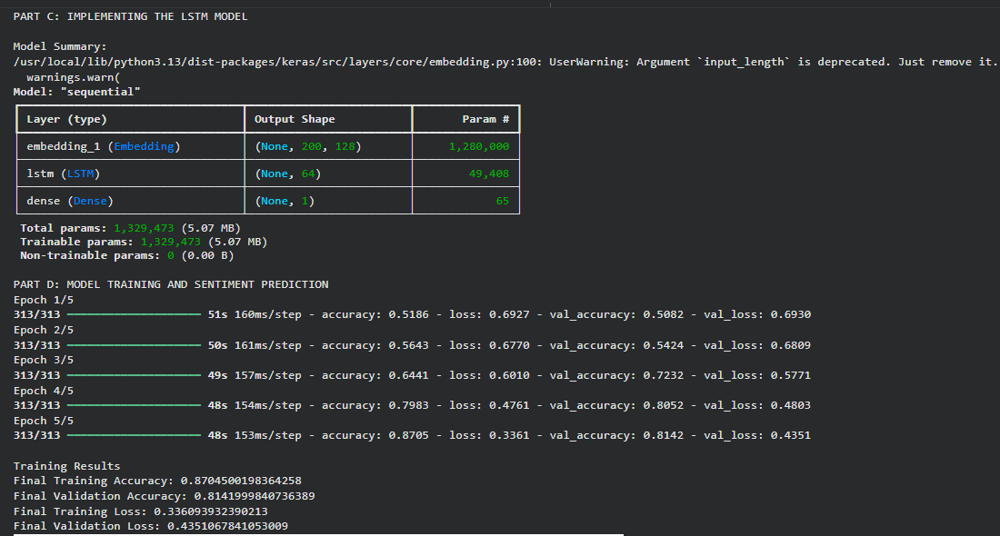 PART C: IMPLEMENTING THE LSTM MODEL
Model Summary:
/usr/local/lib/python3.13/dist-packages/keras/src/layers/core/embedding.py:100: UserWarning: Argument `input_length` is deprecated. Just remove it.
warnings.warn(
Model: "sequential"
Layer (type) Output Shape Param #
embedding_1 (Embedding) (None, 200, 128) 1,280,000
lstm (LSTM) (None, 64) 49,408
dense (Dense) (None, 1) 65
Total params: 1,329,473 (5.07 MB)
Trainable params: 1,329,473 (5.07 MB)
Non-trainable params: 0 (0.00 B)
PART D: MODEL TRAINING AND SENTIMENT PREDICTION
Epoch 1/5
313/313 51s 160ms/step - accuracy: 0.5186 - loss: 0.6927 - val_accuracy: 0.5082 - val_loss: 0.6930
Epoch 2/5
313/313 50s 161ms/step - accuracy: 0.5643 - loss: 0.6770 - val_accuracy: 0.5424 - val_loss: 0.6809
Epoch 3/5
313/313 49s 157ms/step - accuracy: 0.6441 - loss: 0.6010 - val_accuracy: 0.7232 - val_loss: 0.5771
Epoch 4/5
313/313 48s 154ms/step - accuracy: 0.7983 - loss: 0.4761 - val_accuracy: 0.8052 - val_loss: 0.4803
Epoch 5/5
313/313 48s 153ms/step - accuracy: 0.8705 - loss: 0.3361 - val_accuracy: 0.8142 - val_loss: 0.4351
Training Results
Final Training Accuracy: 0.8704500198364258
Final Validation Accuracy: 0.8141999840736389
Final Training Loss: 0.336093932390213
Final Validation Loss: 0.4351067841053009